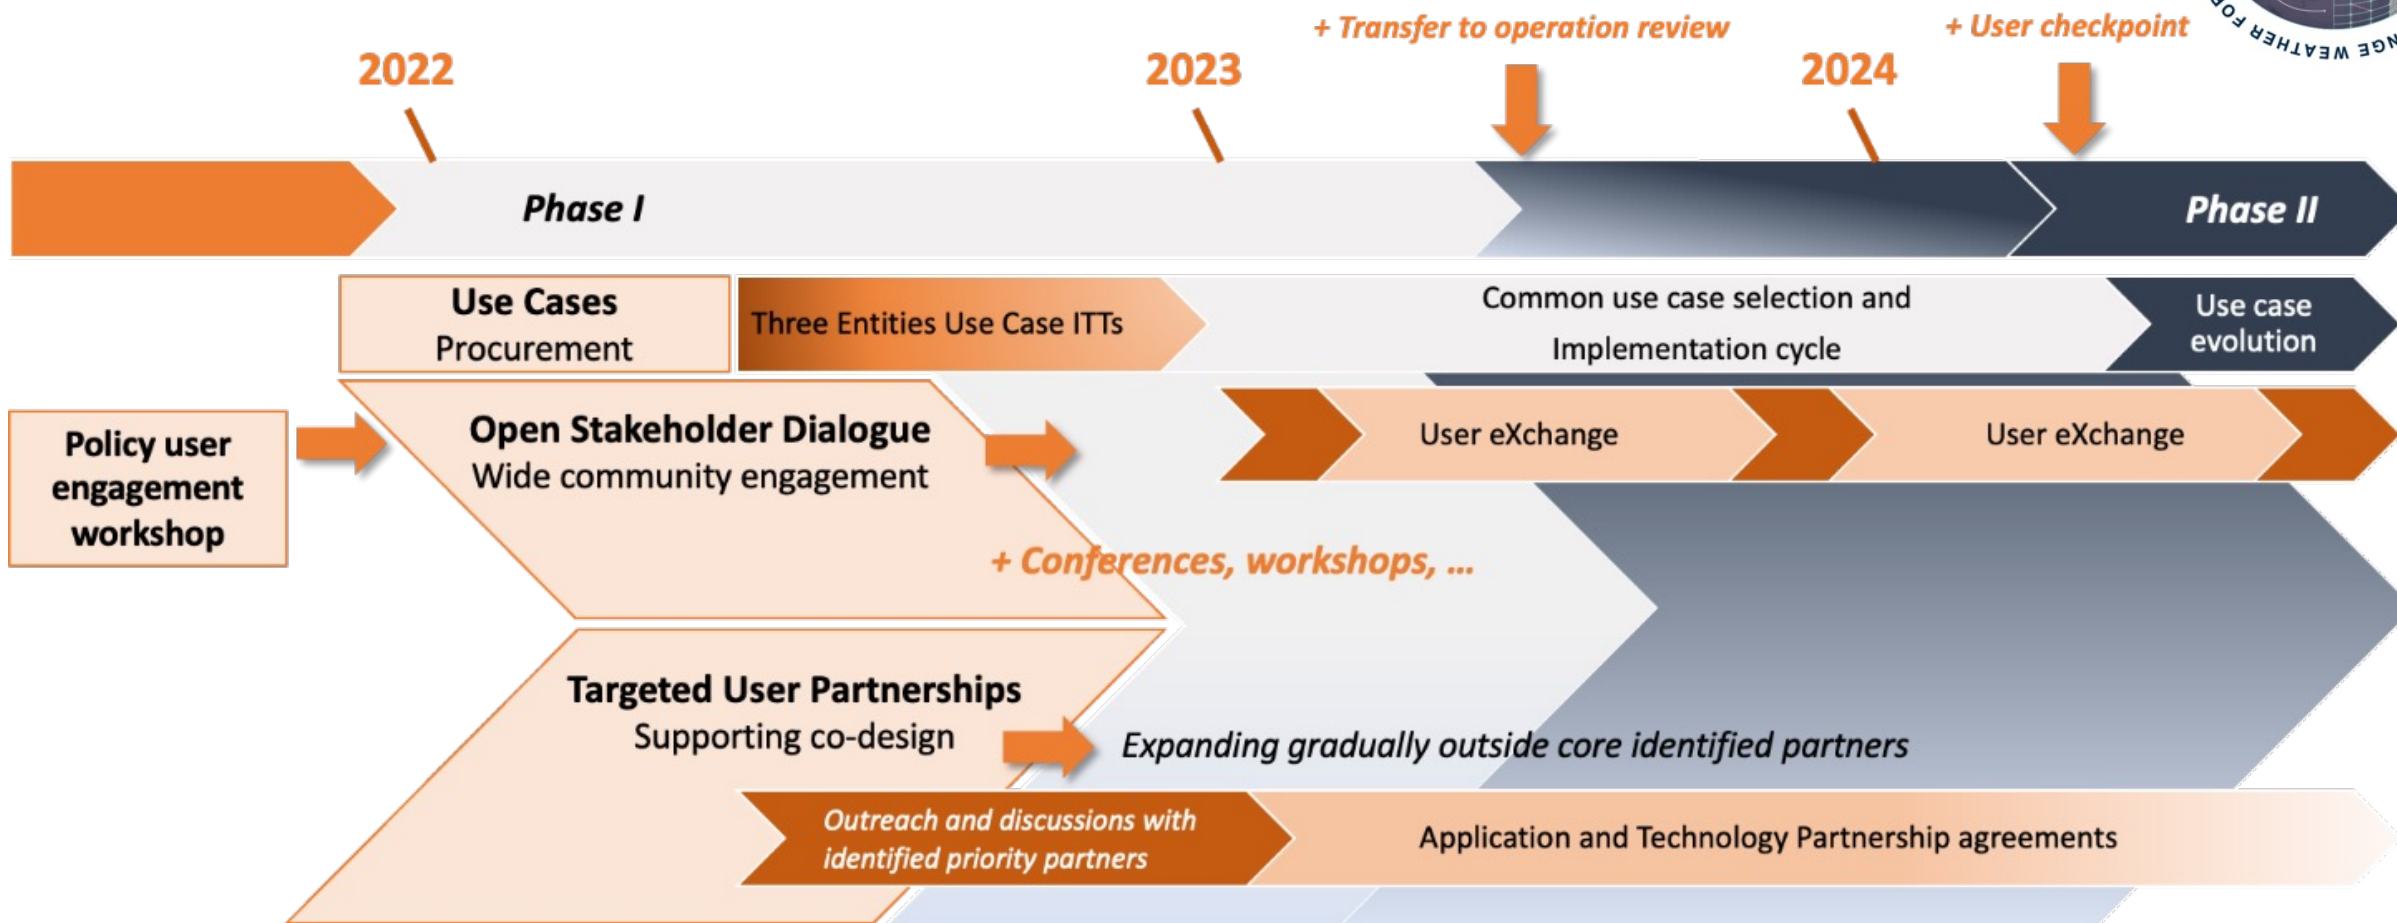 + Transfer to operation review
+ User checkpoint
2022
2023
2024
NGE WEATHER FOR
Phase I
Phase II
Use Cases
Procurement
Three Entities Use Case ITTs
Common use case selection and
Implementation cycle
Use case
evolution
Policy user
engagement
workshop
Open Stakeholder Dialogue
Wide community engagement
User eXchange
User eXchange
+ Conferences, workshops, ...
Targeted User Partnerships
Supporting co-design
Expanding gradually outside core identified partners
Outreach and discussions with
identified priority partners
Application and Technology Partnership agreements